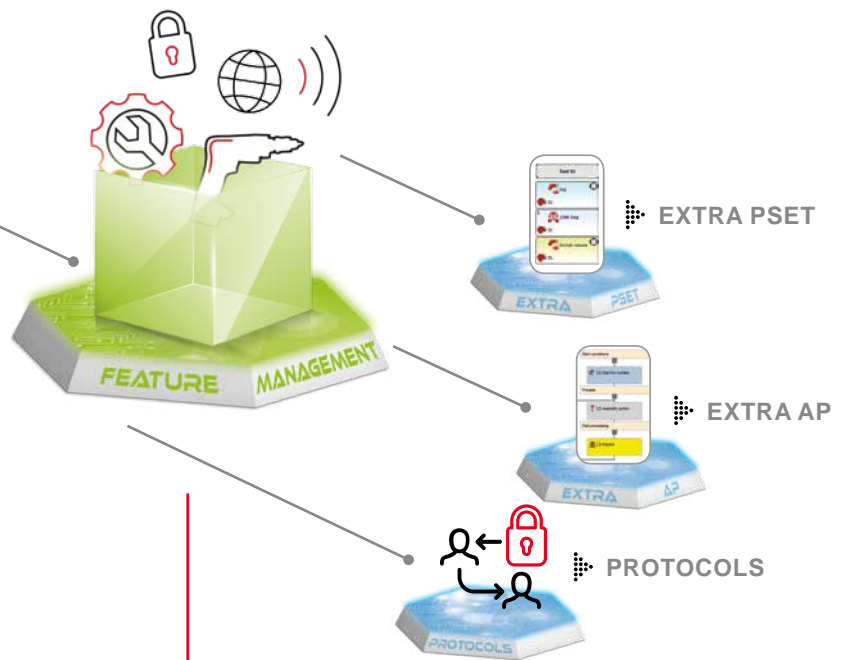 EXTRA PSET
EXTRA PSET
FEATURE MANAGEMENT
EXTRA AP
EXTRA AP
PROTOCOLS
PROTOCOLS